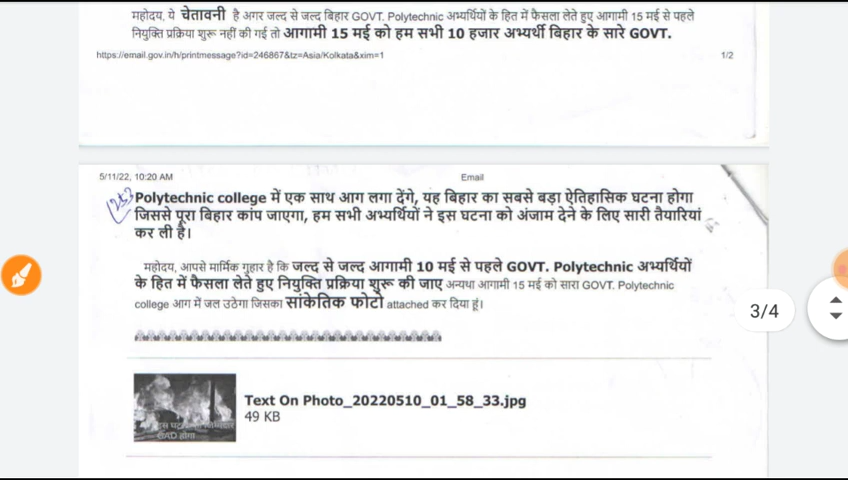 महोदय, ये चेतावनी है अगर जल्द से जल्द बिहार GOVT. Polytechnic अभ्यर्थियों के हित में फैसला लेते हुए आगामी 15 मई से पहले
नियुक्ति प्रक्रिया शुरू नहीं की गई तो आगामी 15 मई को हम सभी 10 हजार अभ्यर्थी बिहार के सारे GOVT.
https://email.gov.in/h/printmessage?id=246867&tz=Asia/Kolkata&xim=1 1/2
5/11/22, 10:20 AM Email
Polytechnic college में एक साथ आग लगा देंगे, यह बिहार का सबसे बड़ा ऐतिहासिक घटना होगा
जिससे पूरा बिहार कांप जाएगा, हम सभी अभ्यर्थियों ने इस घटना को अंजाम देने के लिए सारी तैयारियां
कर ली है।
महोदय, आपसे मार्मिक गुहार है कि जल्द से जल्द आगामी 10 मई से पहले GOVT. Polytechnic अभ्यर्थियों
के हित में फैसला लेते हुए नियुक्ति प्रक्रिया शुरू की जाए अन्यथा आगामी 15 मई को सारा GOVT. Polytechnic
college आग में जल उठेगा जिसका सांकेतिक फोटो attached कर दिया हूं।
3/4
Text On Photo_20220510_01_58_33.jpg
49 KB